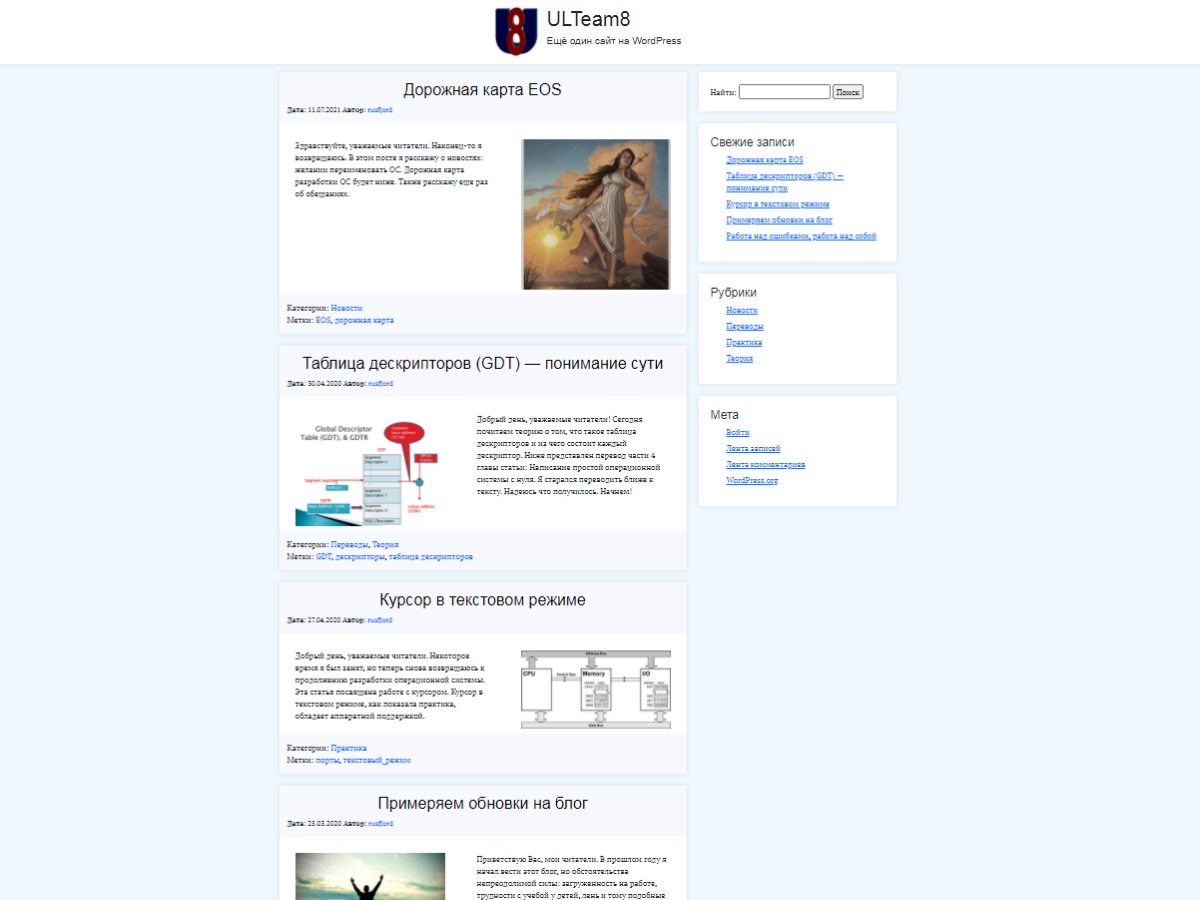 ULTeam8
Ещё один сайт на WordPress
Дорожная карта EOS
Дата: 11.07.2021 Автор: rusfjord
Здравствуйте, уважаемые читатели. Наконец-то я
возвращаюсь. В этом посте я расскажу о новостях:
желании переименовать ОС. Дорожная карта
разработки ОС будет ниже. Также расскажу еще раз
об обещаниях.
Категории: Новости
Метки: EOS, дорожная карта
Таблица дескрипторов (GDT) — понимание сути
Дата: 30.04.2020 Автор: rusfjord
Global Descriptor
Table (GDT), & GDTR
Добрый день, уважаемые читатели! Сегодня
почитаем теорию о том, что такое таблица
дескрипторов и из чего состоит каждый
дескриптор. Ниже представлен перевод части 4
главы статьи: Написание простой операционной
системы с нуля. Я старался переводить ближе к
тексту. Надеюсь что получилось. Начнем!
Категории: Переводы, Теория
Метки: GDT, дескрипторы, таблица дескрипторов
Курсор в текстовом режиме
Дата: 27.04.2020 Автор: rusfjord
Добрый день, уважаемые читатели. Некоторое
время я был занят, но теперь снова возвращаюсь к
продолжению разработки операционной системы.
Эта статья посвящена работе с курсором. Курсор в
текстовом режиме, как показала практика,
обладает аппаратной поддержкой.
Address Bus
CPU
Control Bus
Memory
I/O
Data Bus
Категории: Практика
Метки: порты, текстовый_режим
Примеряем обновки на блог
Дата: 25.03.2020 Автор: rusfjord
Приветствую Вас, мои читатели. В прошлом году я
начал вести этот блог, но обстоятельства
непреодолимой силы: загруженность на работе,
трудности с учебой у детей, лень и тому подобные
Найти:
Поиск
Свежие записи
Дорожная карта EOS
Таблица дескрипторов (GDT) —
понимание сути
Курсор в текстовом режиме
Примеряем обновки на блог
Работа над ошибками, работа над собой
Рубрики
Новости
Переводы
Практика
Теория
Мета
Войти
Лента записей
Лента комментариев
WordPress.org